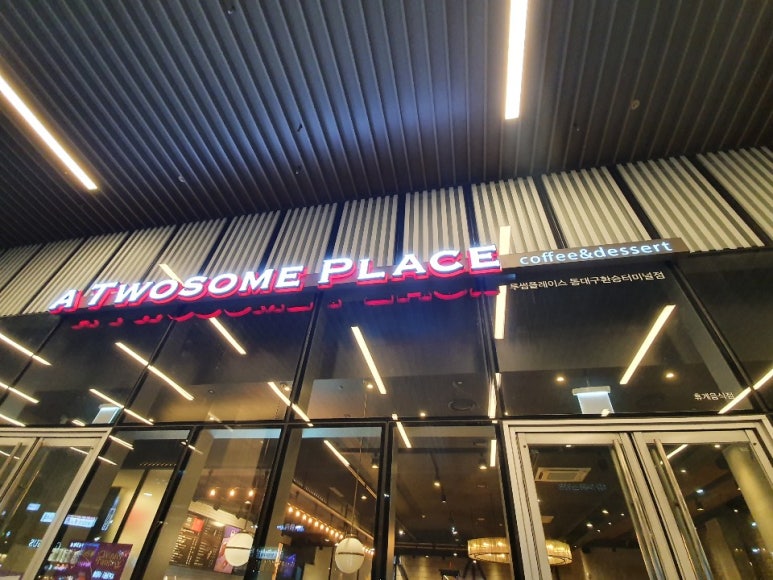 A TWOSOME PLACE coffee&dessert
투썸플레이스 동대구환승터미널점
휴게음식점